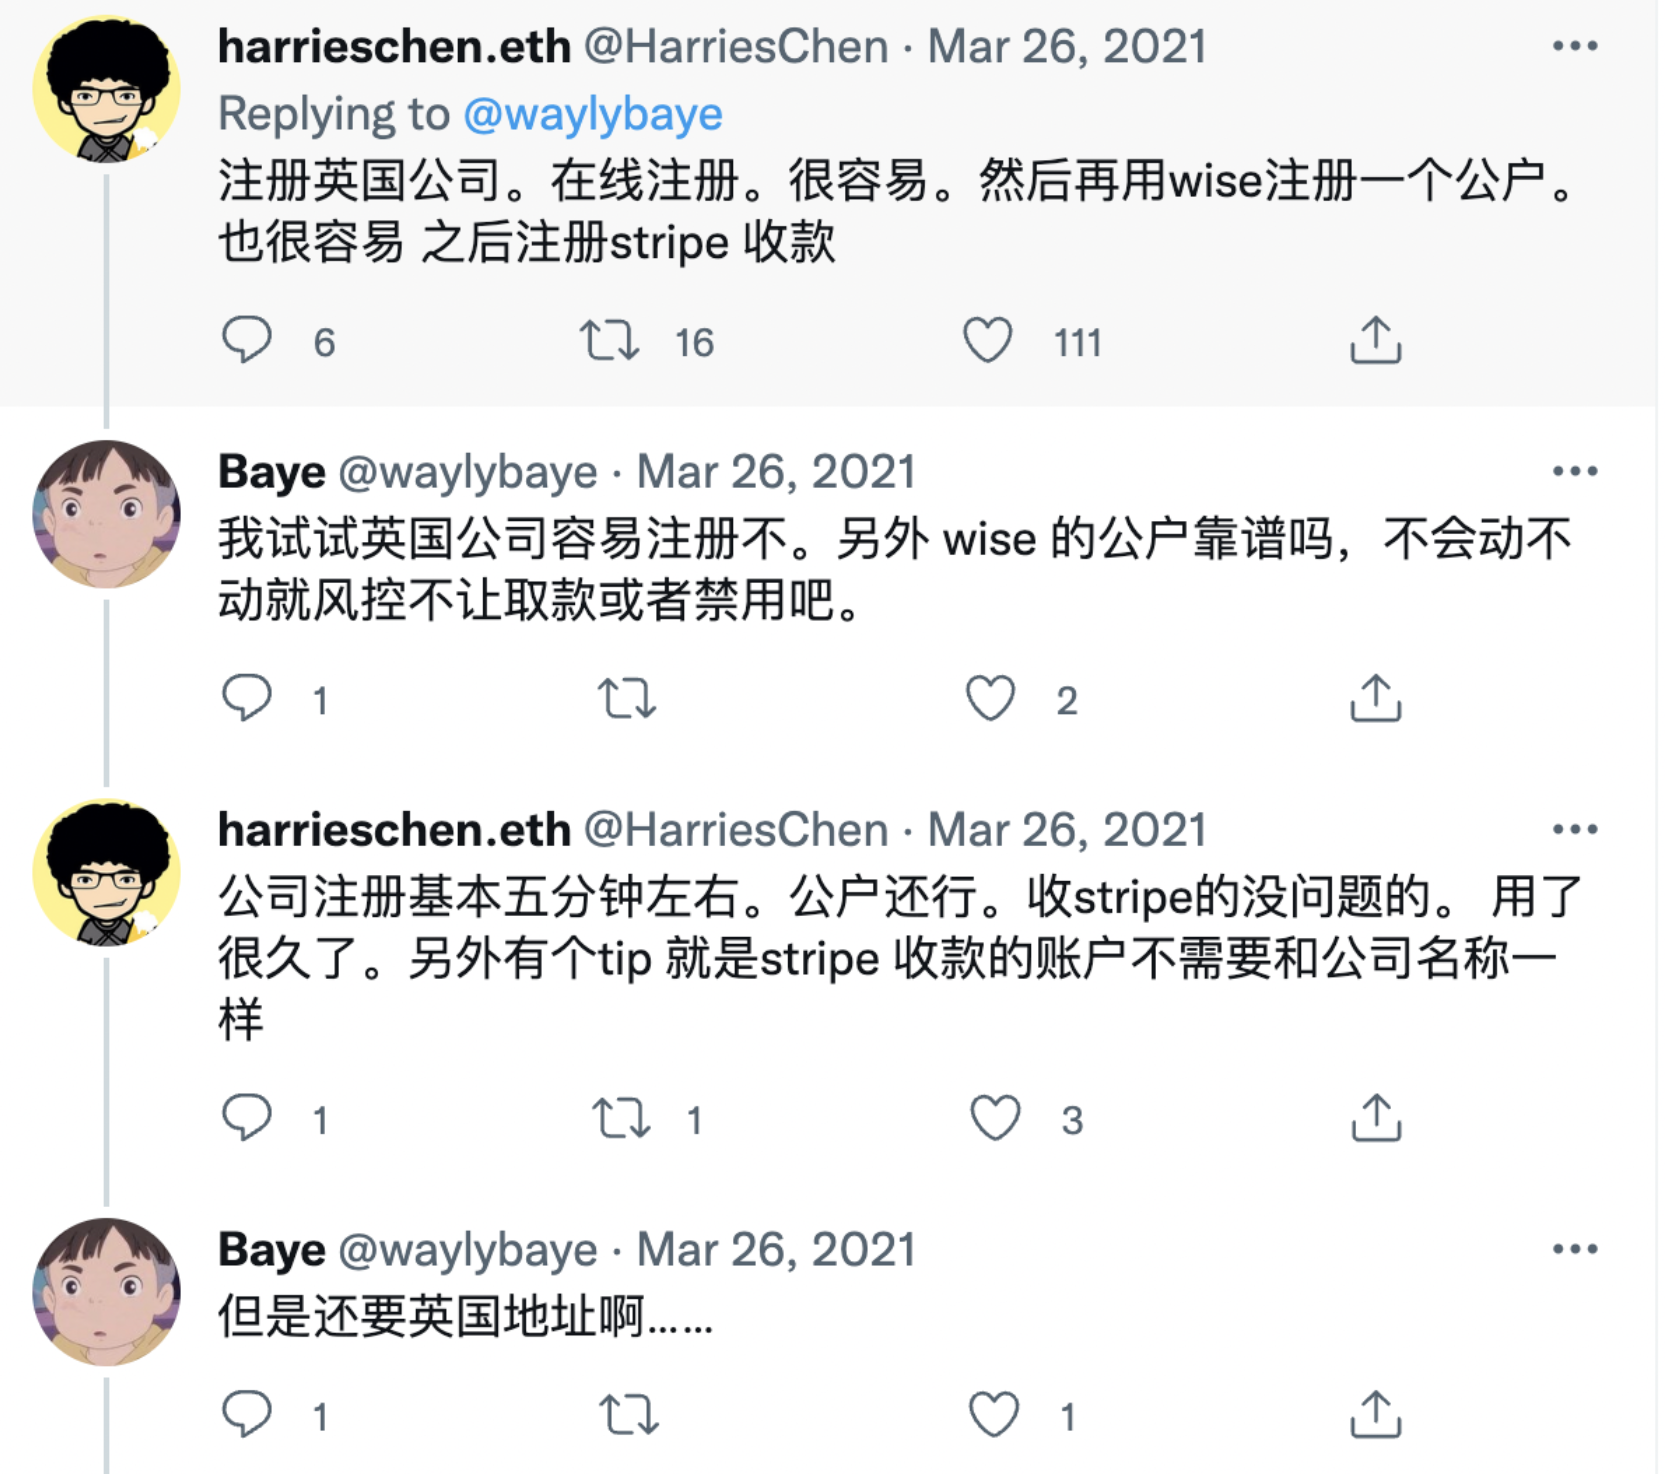 harrieschen.eth @HarriesChen · Mar 26, 2021
Replying to @waylybaye
注册英国公司。在线注册。很容易。然后再用wise注册一个公户。
也很容易 之后注册stripe 收款
6 16 111
Baye @waylybaye · Mar 26, 2021
我试试英国公司容易注册不。另外 wise 的公户靠谱吗，不会动不
动就风控不让取款或者禁用吧。
1 2
harrieschen.eth @HarriesChen · Mar 26, 2021
公司注册基本五分钟左右。公户还行。收stripe的没问题的。 用了
很久了。另外有个tip 就是stripe 收款的账户不需要和公司名称一
样
1 1 3
Baye @waylybaye · Mar 26, 2021
但是还要英国地址啊……
1 1